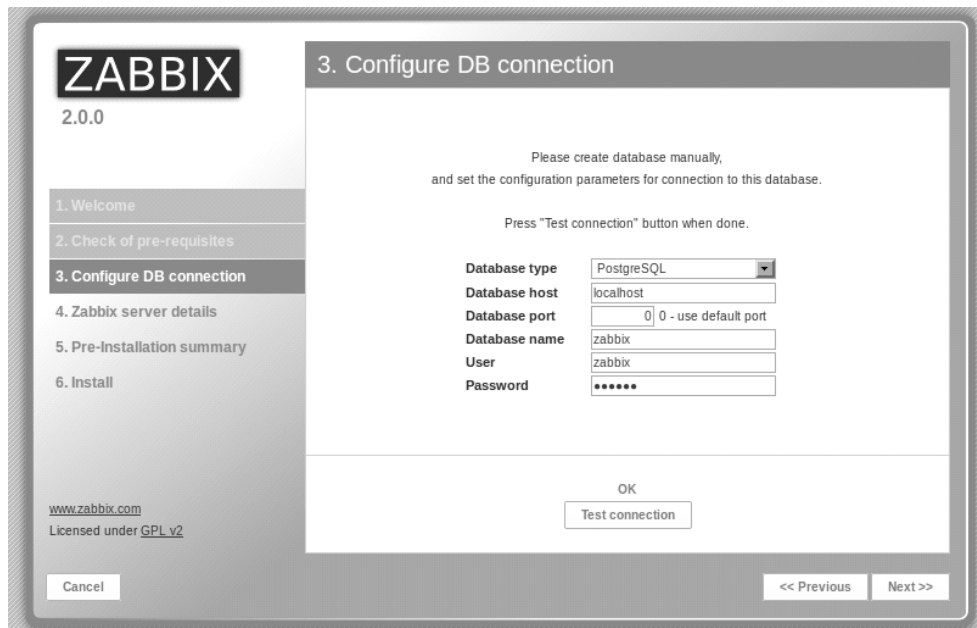 ZABBIX
2.0.0
1. Welcome
2. Check of pre-requisites
3. Configure DB connection
4. Zabbix server details
5. Pre-Installation summary
6. Install
www.zabbix.com
Licensed under GPL v2
3. Configure DB connection
Please create database manually,
and set the configuration parameters for connection to this database.
Press "Test connection" button when done.
Database type PostgreSQL
Database host localhost
Database port 0 0 - use default port
Database name zabbix
User zabbix
Password ●●●●●●
OK
Test connection
Cancel << Previous Next >>